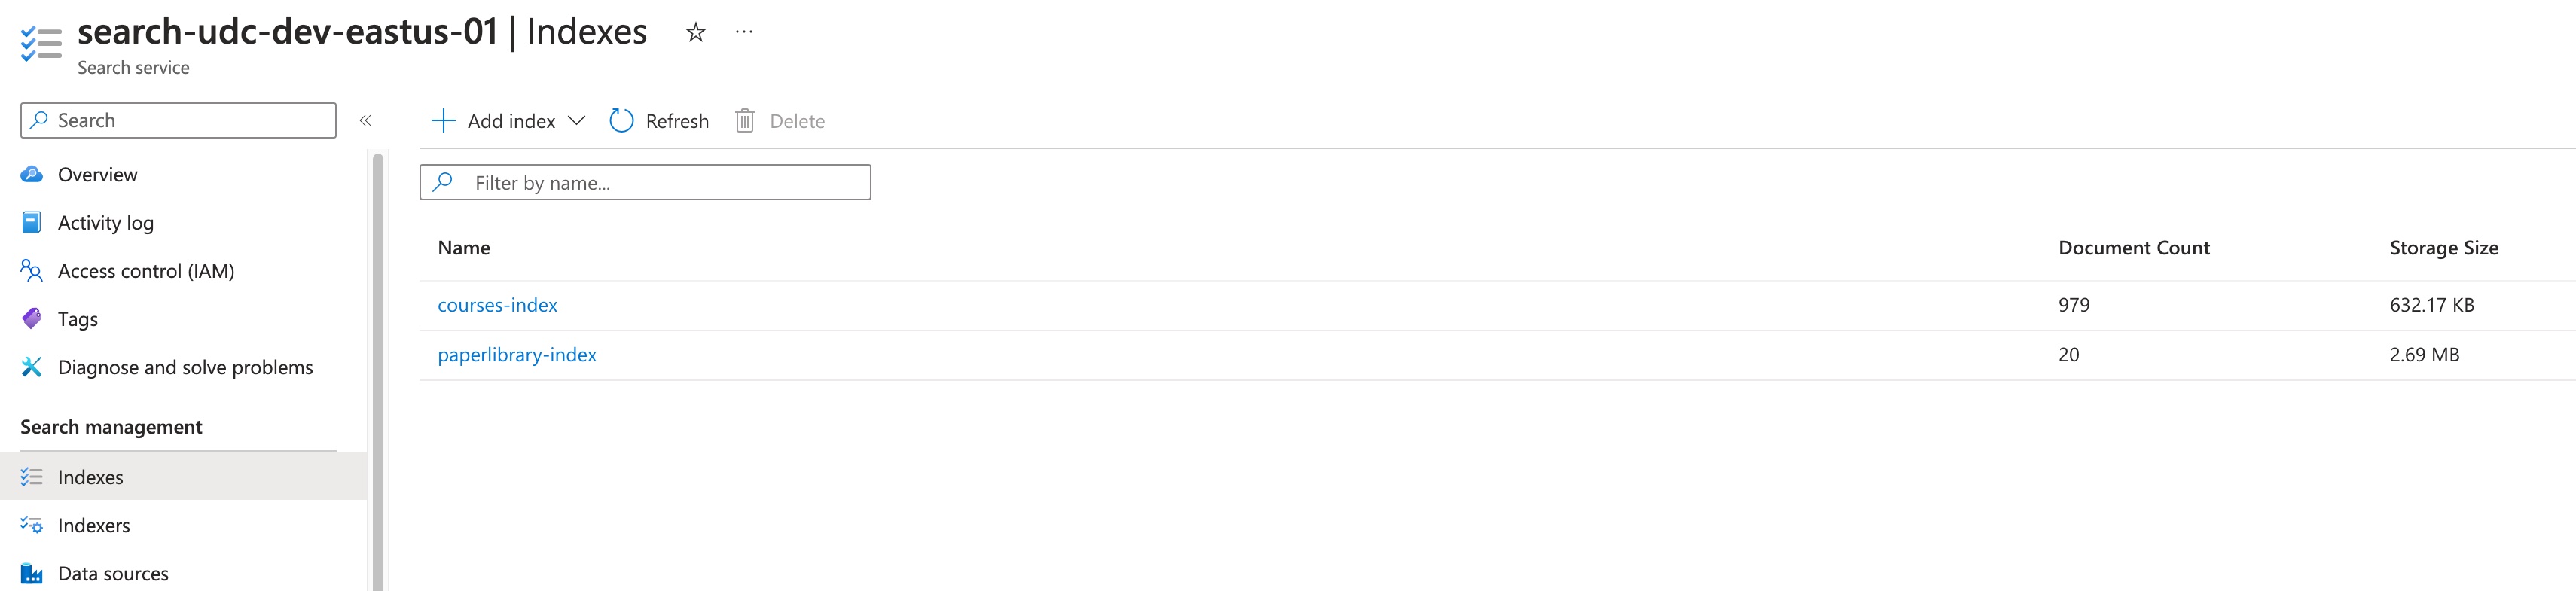 search-udc-dev-eastus-01 | Indexes
Search service
Search
Add index
Refresh
Delete
Overview
Activity log
Access control (IAM)
Tags
Diagnose and solve problems
Search management
Indexes
Indexers
Data sources
Filter by name...
Name Document Count Storage Size
courses-index 979 632.17 KB
paperlibrary-index 20 2.69 MB